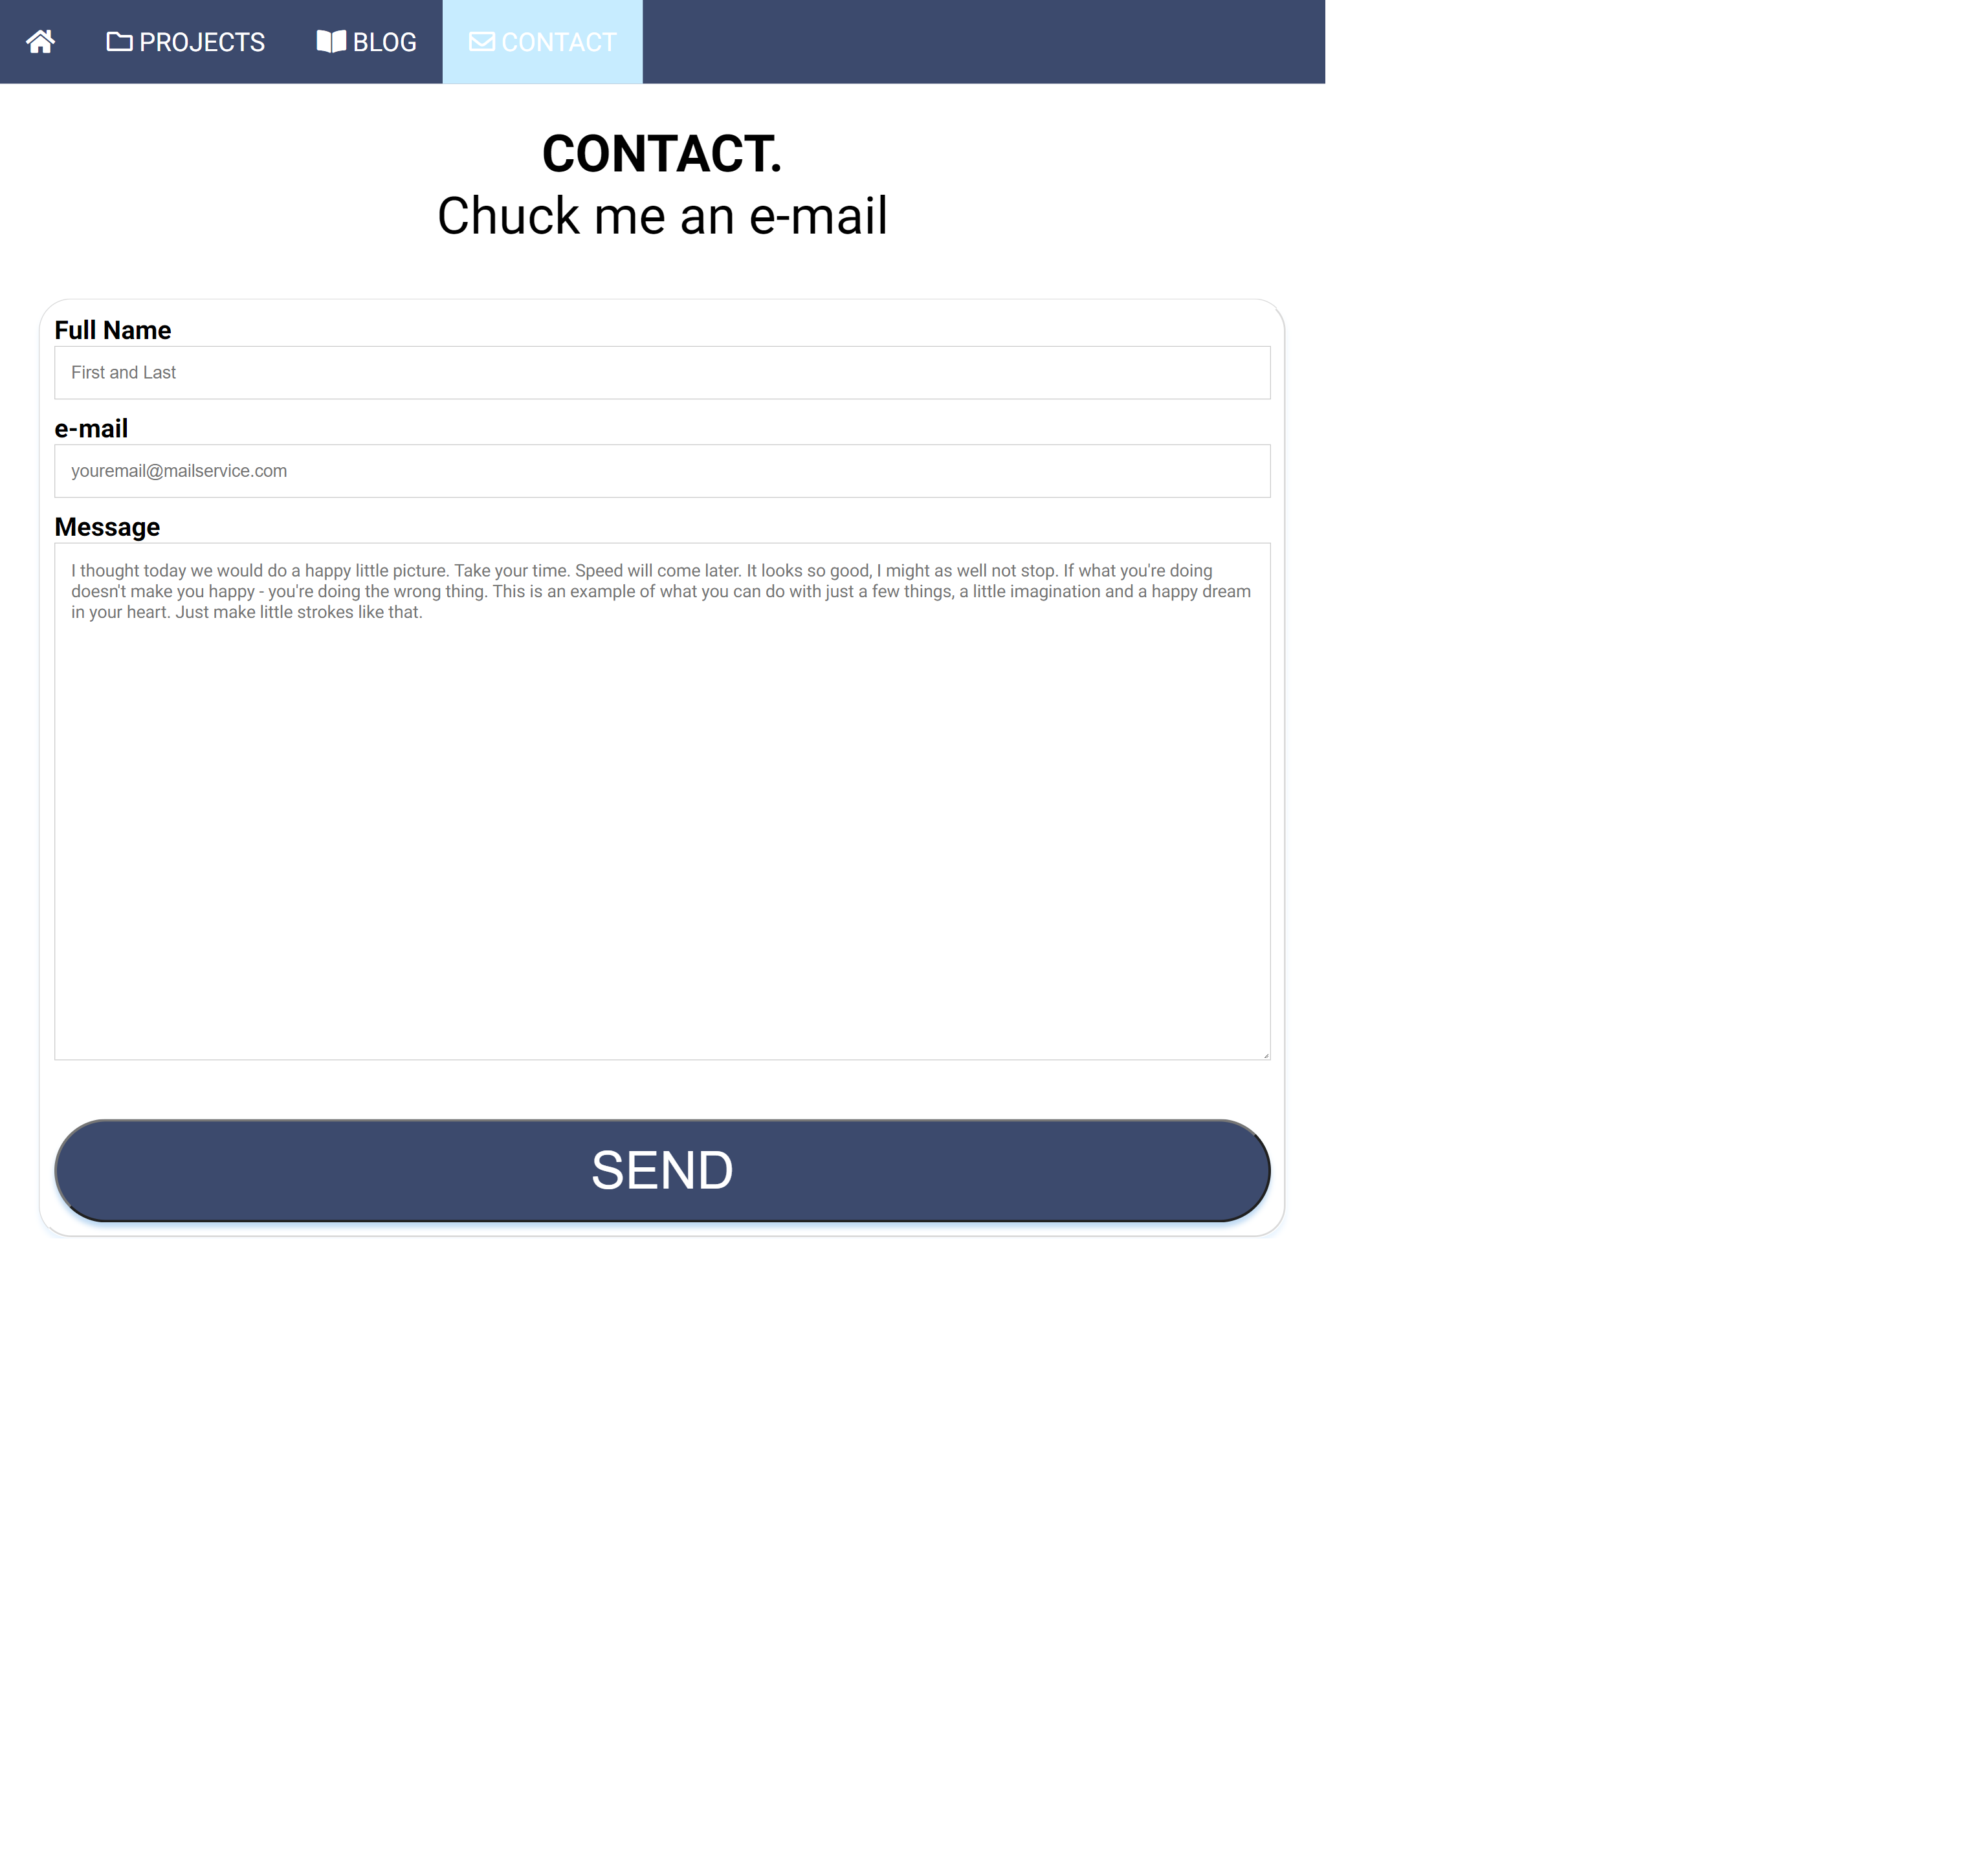 PROJECTS BLOG CONTACT
CONTACT.
Chuck me an e-mail
Full Name
First and Last
e-mail
youremail@mailservice.com
Message
I thought today we would do a happy little picture. Take your time. Speed will come later. It looks so good, I might as well not stop. If what you're doing
doesn't make you happy - you're doing the wrong thing. This is an example of what you can do with just a few things, a little imagination and a happy dream
in your heart. Just make little strokes like that.
SEND